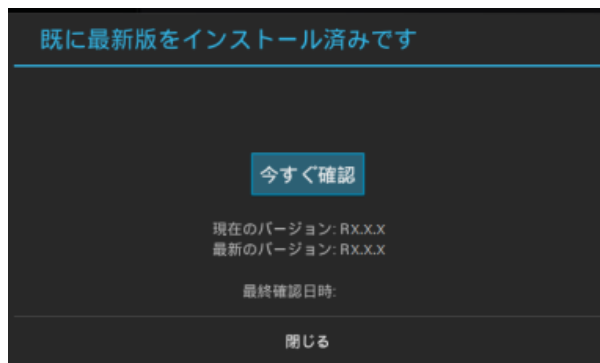 既に最新版をインストール済みです
今すぐ確認
現在のバージョン: RX.X.X
最新のバージョン: RX.X.X
最終確認日時:
閉じる